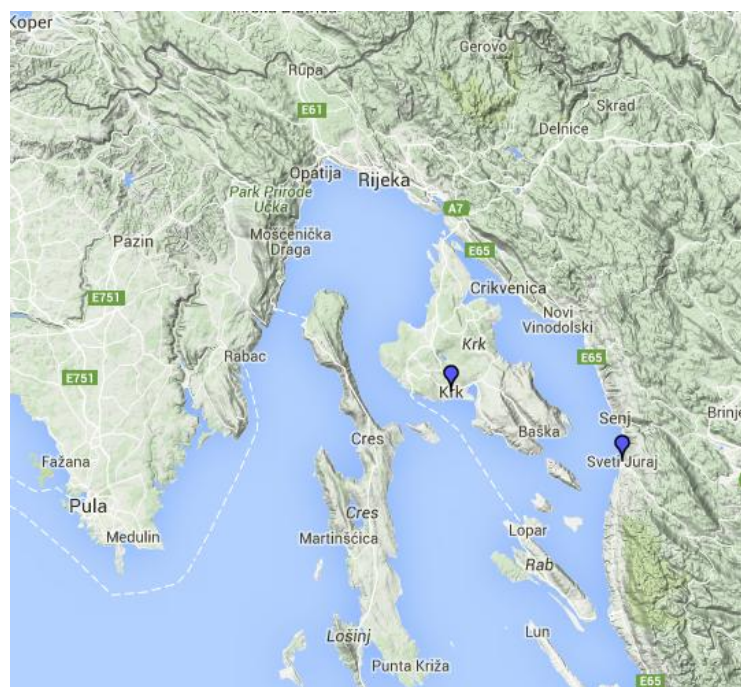 Koper
Gerovo
Rupa
Skrad
E61
Delnice
Opatija
Rijeka
Park Prirode
Učka
A7
Mošćenička
Draga
Pazin
E65
Crikvenica
E751
Novi
Vinodolski
Krk
Rabac
E65
E751
Krk
Senj
Brinje
Cres
Baška
Fažana
Sveti Juraj
Pula
Cres
Medulin
Martinšćica
Lopar
Rab
Lošinj
Lun
Punta Križa
E65